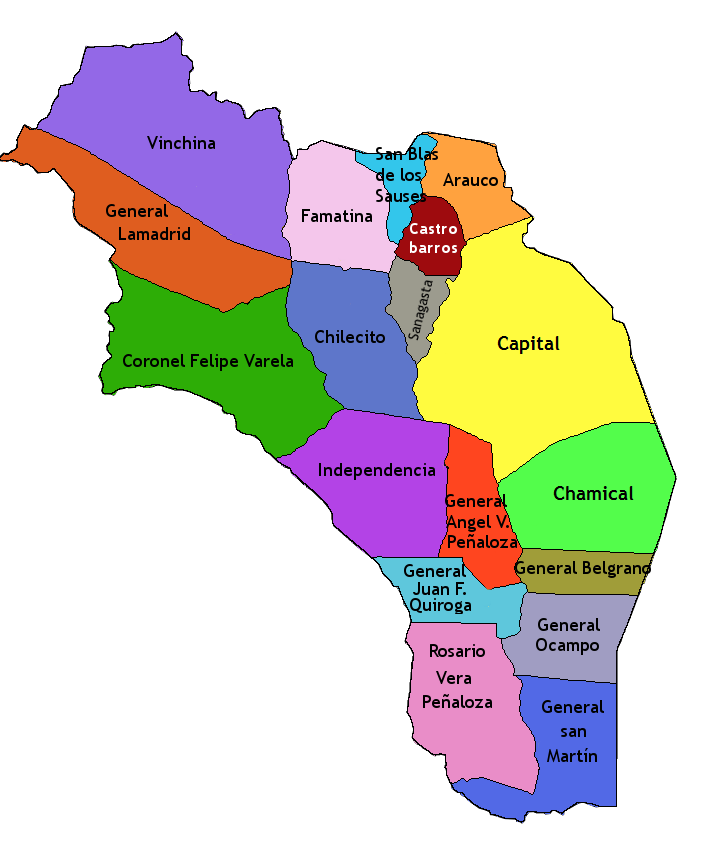 Vinchina
San Blas
de los
Sauses
Arauco
General
Lamadrid
Famatina
Castro
barros
Sanagasta
Chilecito
Capital
Coronel Felipe Varela
Independencia
General
Angel V.
Peñaloza
Chamical
General Belgrano
General
Juan F.
Quiroga
General
Ocampo
Rosario
Vera
Peñaloza
General
san
Martín